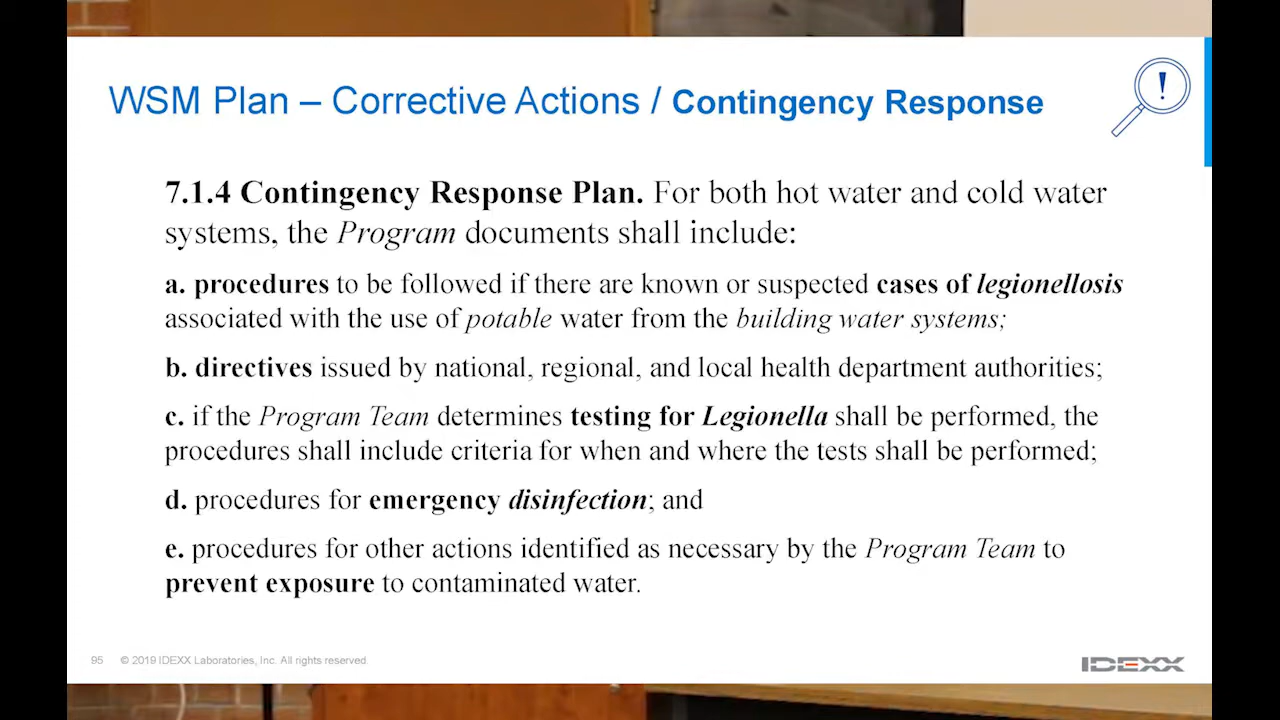 WSM Plan – Corrective Actions / Contingency Response
!
7.1.4 Contingency Response Plan. For both hot water and cold water
systems, the Program documents shall include:
a. procedures to be followed if there are known or suspected cases of legionellosis
associated with the use of potable water from the building water systems;
b. directives issued by national, regional, and local health department authorities;
c. if the Program Team determines testing for Legionella shall be performed, the
procedures shall include criteria for when and where the tests shall be performed;
d. procedures for emergency disinfection; and
e. procedures for other actions identified as necessary by the Program Team to
prevent exposure to contaminated water.
95 © 2019 IDEXX Laboratories, Inc. All rights reserved.
IDEXX